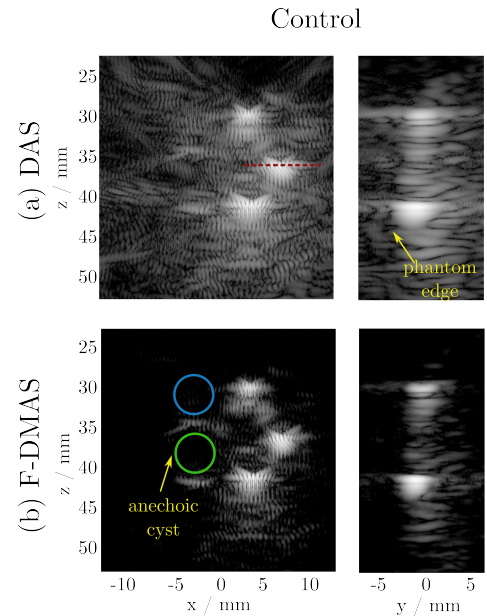 Control
(a) DAS
z / mm
25
30
35
40
45
50
phantom
edge
(b) F-DMAS
z / mm
25
30
35
40
45
50
anechoic
cyst
-10
-5
0
5
10
x / mm
-5
0
5
y / mm